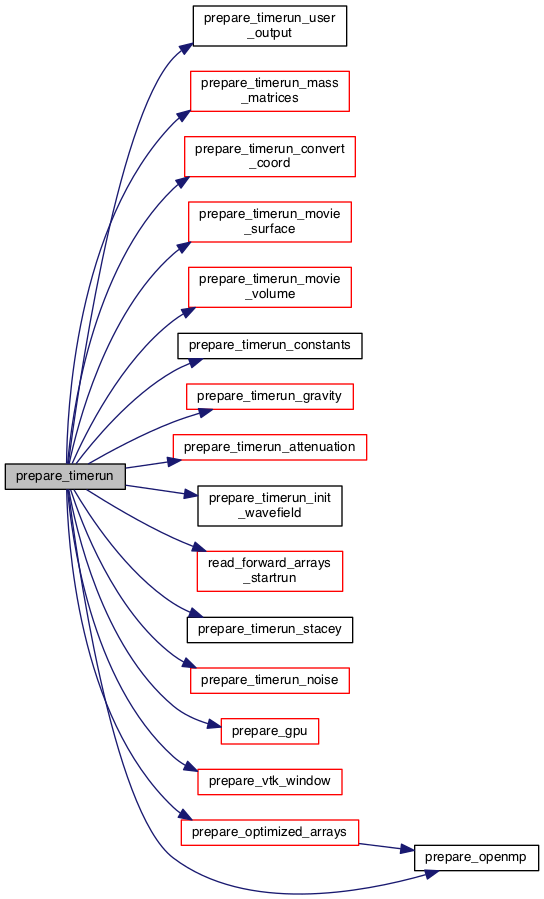 prepare_timerun_user
_output
prepare_timerun_mass
_matrices
prepare_timerun_convert
_coord
prepare_timerun_movie
_surface
prepare_timerun_movie
_volume
prepare_timerun_constants
prepare_timerun_gravity
prepare_timerun_attenuation
prepare_timerun
prepare_timerun_init
_wavefield
read_forward_arrays
_startrun
prepare_timerun_stacey
prepare_timerun_noise
prepare_gpu
prepare_vtk_window
prepare_optimized_arrays
prepare_openmp